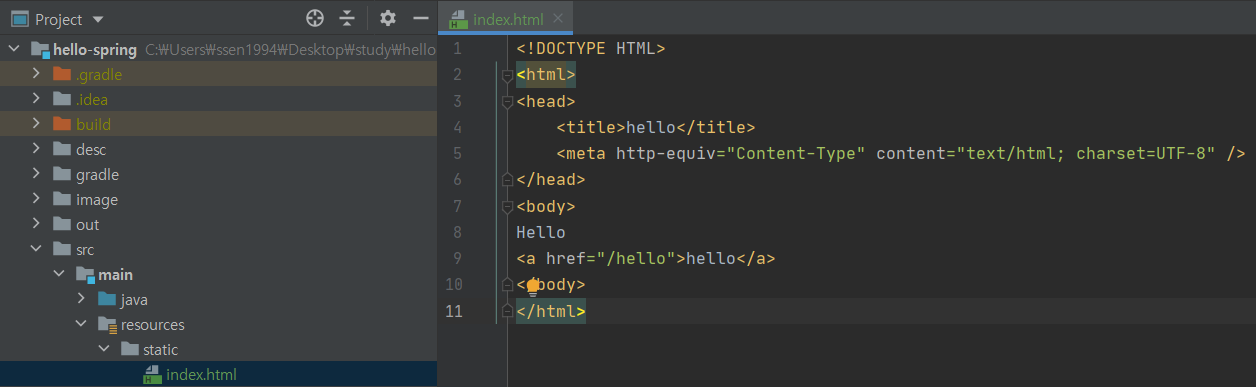 Project
hello-spring C:₩Users₩ssen1994₩Desktop₩study₩hello
.gradle
.idea
build
desc
gradle
image
out
src
main
java
resources
static
index.html
index.html
1 <!DOCTYPE HTML>
2 <html>
3 <head>
4 <title>hello</title>
5 <meta http-equiv="Content-Type" content="text/html; charset=UTF-8" />
6 </head>
7 <body>
8 Hello
9 <a href="/hello">hello</a>
10 </body>
11 </html>